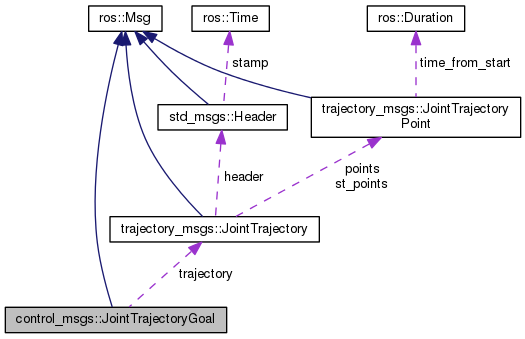 ros::Msg
ros::Time
ros::Duration
stamp
time_from_start
std_msgs::Header
trajectory_msgs::JointTrajectory
Point
header
points
st_points
trajectory_msgs::JointTrajectory
trajectory
control_msgs::JointTrajectoryGoal